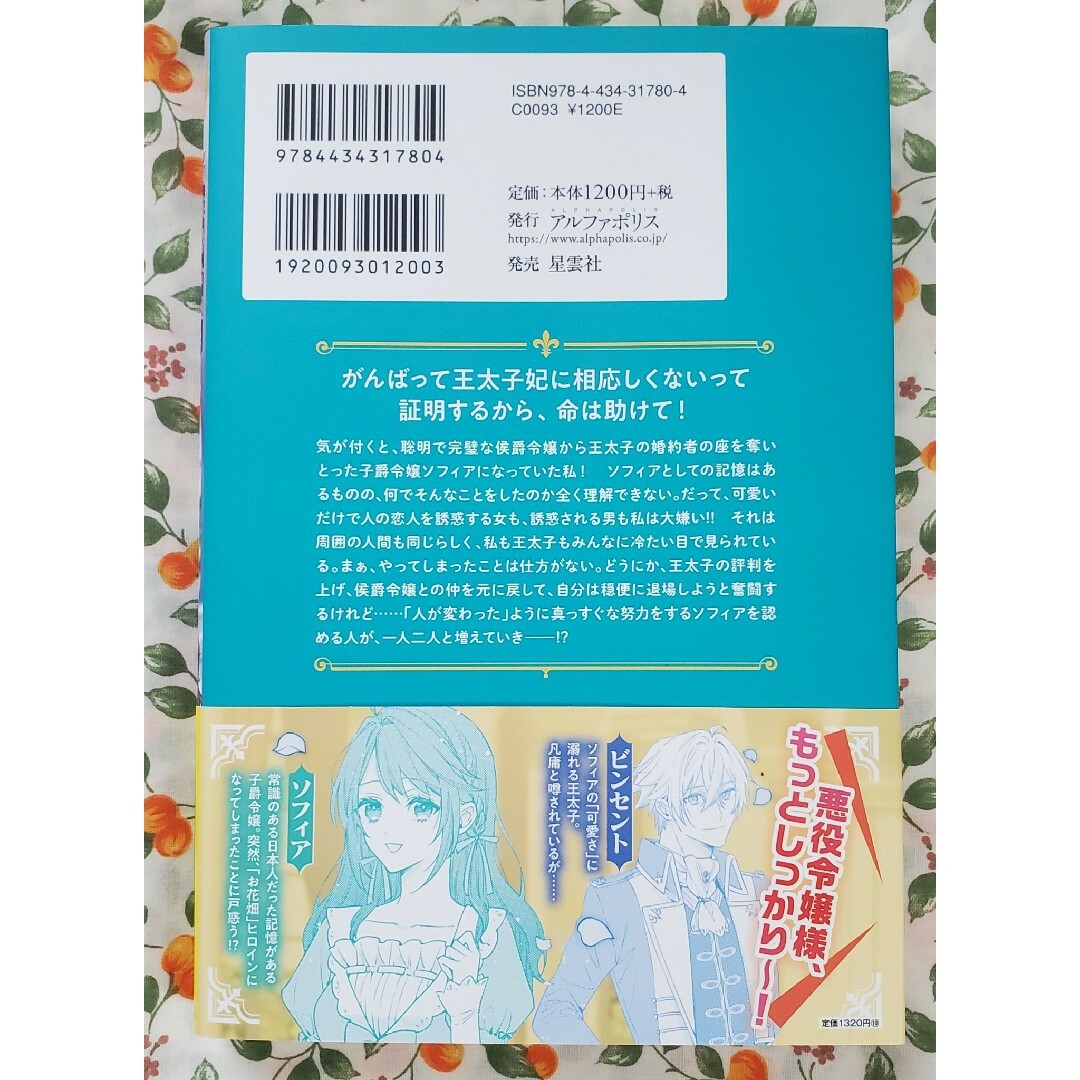 ISBN978-4-434-31780-4
C0093 ¥1200E
9784434317804
1920093012003
定価：本体1200円+税
ALPHAPOLIS
発行 アルファポリス
https://www.alphapolis.co.jp/
発売 星雲社
がんばって王太子妃に相応しくないって
証明するから、命は助けて！
気が付くと、聡明で完璧な侯爵令嬢から王太子の婚約者の座を奪い
とった子爵令嬢ソフィアになっていた私！　ソフィアとしての記憶はあ
るものの、何でそんなことをしたのか全く理解できない。だって、可愛い
だけで人の恋人を誘惑する女も、誘惑される男も私は大嫌い!!　それは
周囲の人間も同じらしく、私も王太子もみんなに冷たい目で見られてい
る。まぁ、やってしまったことは仕方がない。どうにか、王太子の評判を
上げ、侯爵令嬢との仲を元に戻して、自分は穏便に退場しようと奮闘す
るけれど……「人が変わった」ように真っすぐな努力をするソフィアを認
める人が、一人二人と増えていき――!?
悪役令嬢様、
もっとしっかり～！
定価1320円⑩
ビンセント
ソフィアの「可愛さ」に
溺れる王太子。
凡庸と噂されているが……
ソフィア
常識のある日本人だった記憶がある
子爵令嬢。突然、「お花畑」ヒロインに
なってしまったことに戸惑う!?